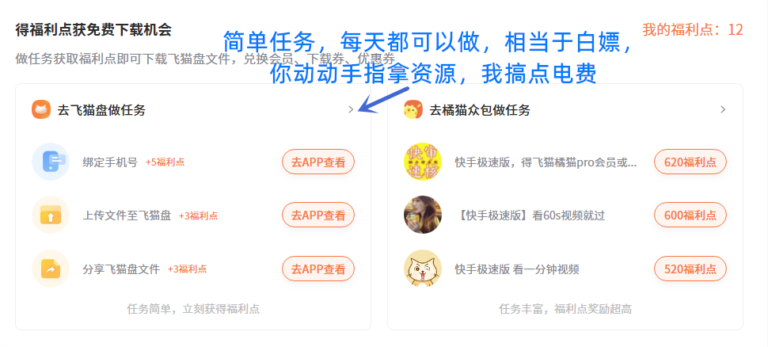 得福利点获免费下载机会
我的福利点：12
简单任务，每天都可以做，相当于白嫖，
做任务获取福利点即可下载飞猫盘文件，兑换会员、下载券、优惠券
你动动手指拿资源，我搞点电费
去飞猫盘做任务
绑定手机号 +5福利点
去APP查看
上传文件至飞猫盘 +3福利点
去APP查看
分享飞猫盘文件 +3福利点
去APP查看
任务简单，立刻获得福利点
去橘猫众包做任务
快手极速版，得飞猫橘猫pro会员或...
620福利点
【快手极速版】看60s视频就过
600福利点
快手极速版 看一分钟视频
520福利点
任务丰富，福利点奖励超高